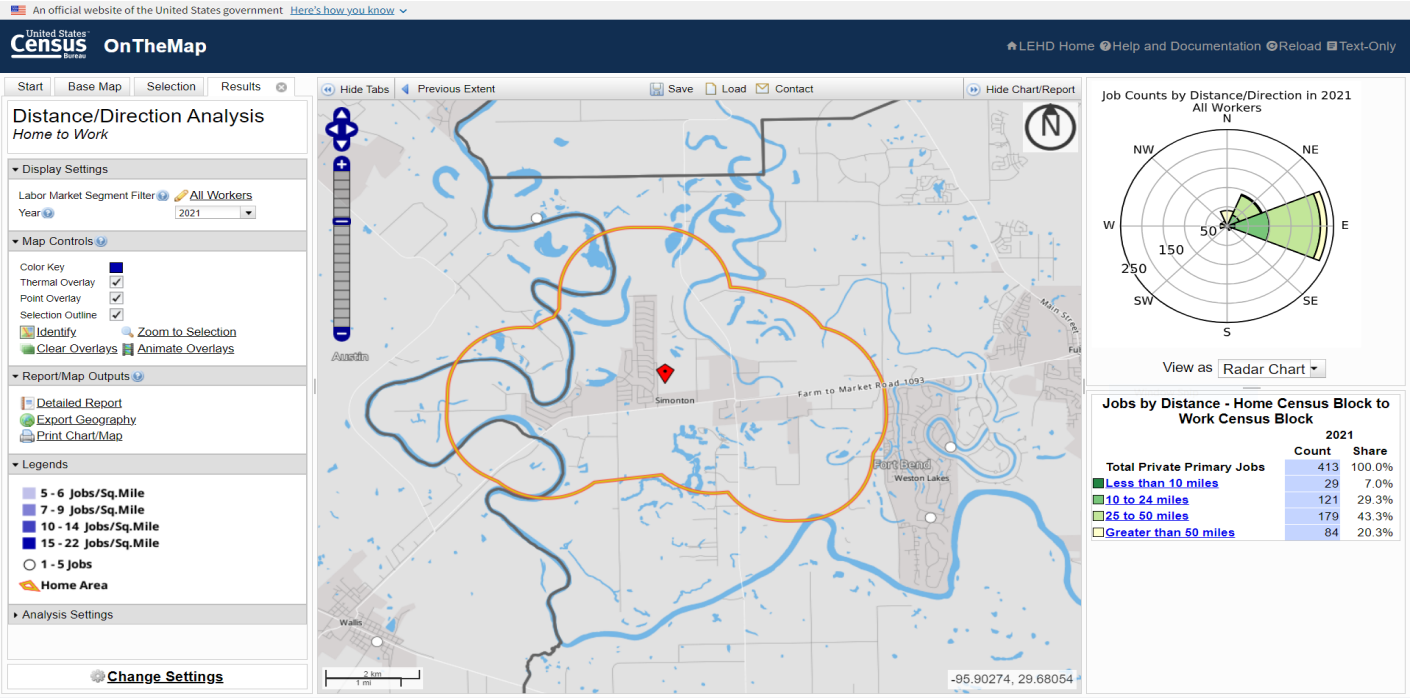 An official website of the United States government Here's how you know
United States®
Census
Bureau
OnTheMap
LEHD Home Help and Documentation Reload Text-Only
Start Base Map Selection Results
Distance/Direction Analysis
Home to Work
Display Settings
Labor Market Segment Filter All Workers
Year 2021
Map Controls
Color Key
Thermal Overlay
Point Overlay
Selection Outline
Identify Zoom to Selection
Clear Overlays Animate Overlays
Report/Map Outputs
Detailed Report
Export Geography
Print Chart/Map
Legends
5 - 6 Jobs/Sq.Mile
7 - 9 Jobs/Sq.Mile
10 - 14 Jobs/Sq.Mile
15 - 22 Jobs/Sq.Mile
1 - 5 Jobs
Home Area
Analysis Settings
Change Settings
Hide Tabs Previous Extent Save Load Contact Hide Chart/Report
N
Austin
Main Street
Ful
Farm to Market Road 1093
Simonton
Fort Bend
Weston Lakes
Wallis
2 km
1 mi
-95.90274, 29.68054
Job Counts by Distance/Direction in 2021
All Workers
N
NW NE
W 50 E
150
250
SW SE
S
View as Radar Chart
Jobs by Distance - Home Census Block to
Work Census Block
2021
Count Share
Total Private Primary Jobs 413 100.0%
Less than 10 miles 29 7.0%
10 to 24 miles 121 29.3%
25 to 50 miles 179 43.3%
Greater than 50 miles 84 20.3%